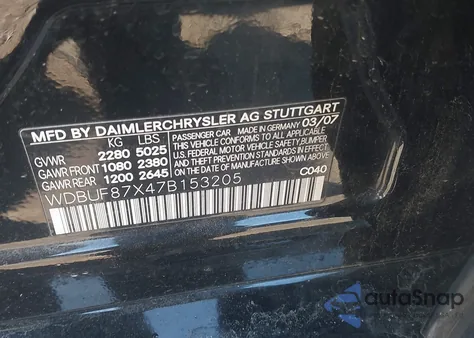 MFD BY DAIMLERCHRYSLER AG STUTTGART
KG LBS
GVWR 2280 5025
GAWR FRONT 1080 2380
GAWR REAR 1200 2645
PASSENGER CAR MADE IN GERMANY 03/07
THIS VEHICLE CONFORMS TO ALL APPLICABLE
FEDERAL MOTOR VEHICLE SAFETY, BUMPER,
AND THEFT PREVENTION STANDARDS IN EFFECT
ON THE DATE OF MANUFACTURE SHOWN ABOVE.
WDBUF87X47B153205 C040
autoSnap